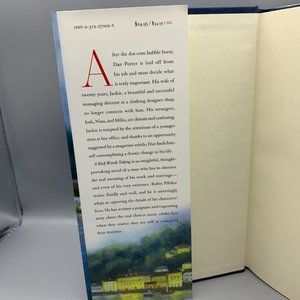 ISBN 0-312-27002-X $24.95 / $34.95 CAN.
After the dot-com bubble burst,
Dan Porter is laid off from
his job and must decide what
is truly important. His wife of
twenty years, Jackie, a beautiful and successful
managing director at a clothing designer shop,
no longer connects with him. His teenagers,
Josh, Nina, and Millie, are distant and confusing.
Jackie is tempted by the attentions of a younger
man at her office, and thanks to an opportunity
suggested by a magazine article, Dan finds him-
self contemplating a drastic change in his life.
A Risk Worth Taking is an insightful, thought-
provoking novel of a man who has to discover
the real meaning of his work and marriage—
and even of his very existence. Robin Pilcher
writes fluidly and well, and he is unerringly
adept at capturing the details of his characters'
lives. He has written a poignant and engrossing
story about the real choices many adults face
when they realize they are still in control of
their destinies.